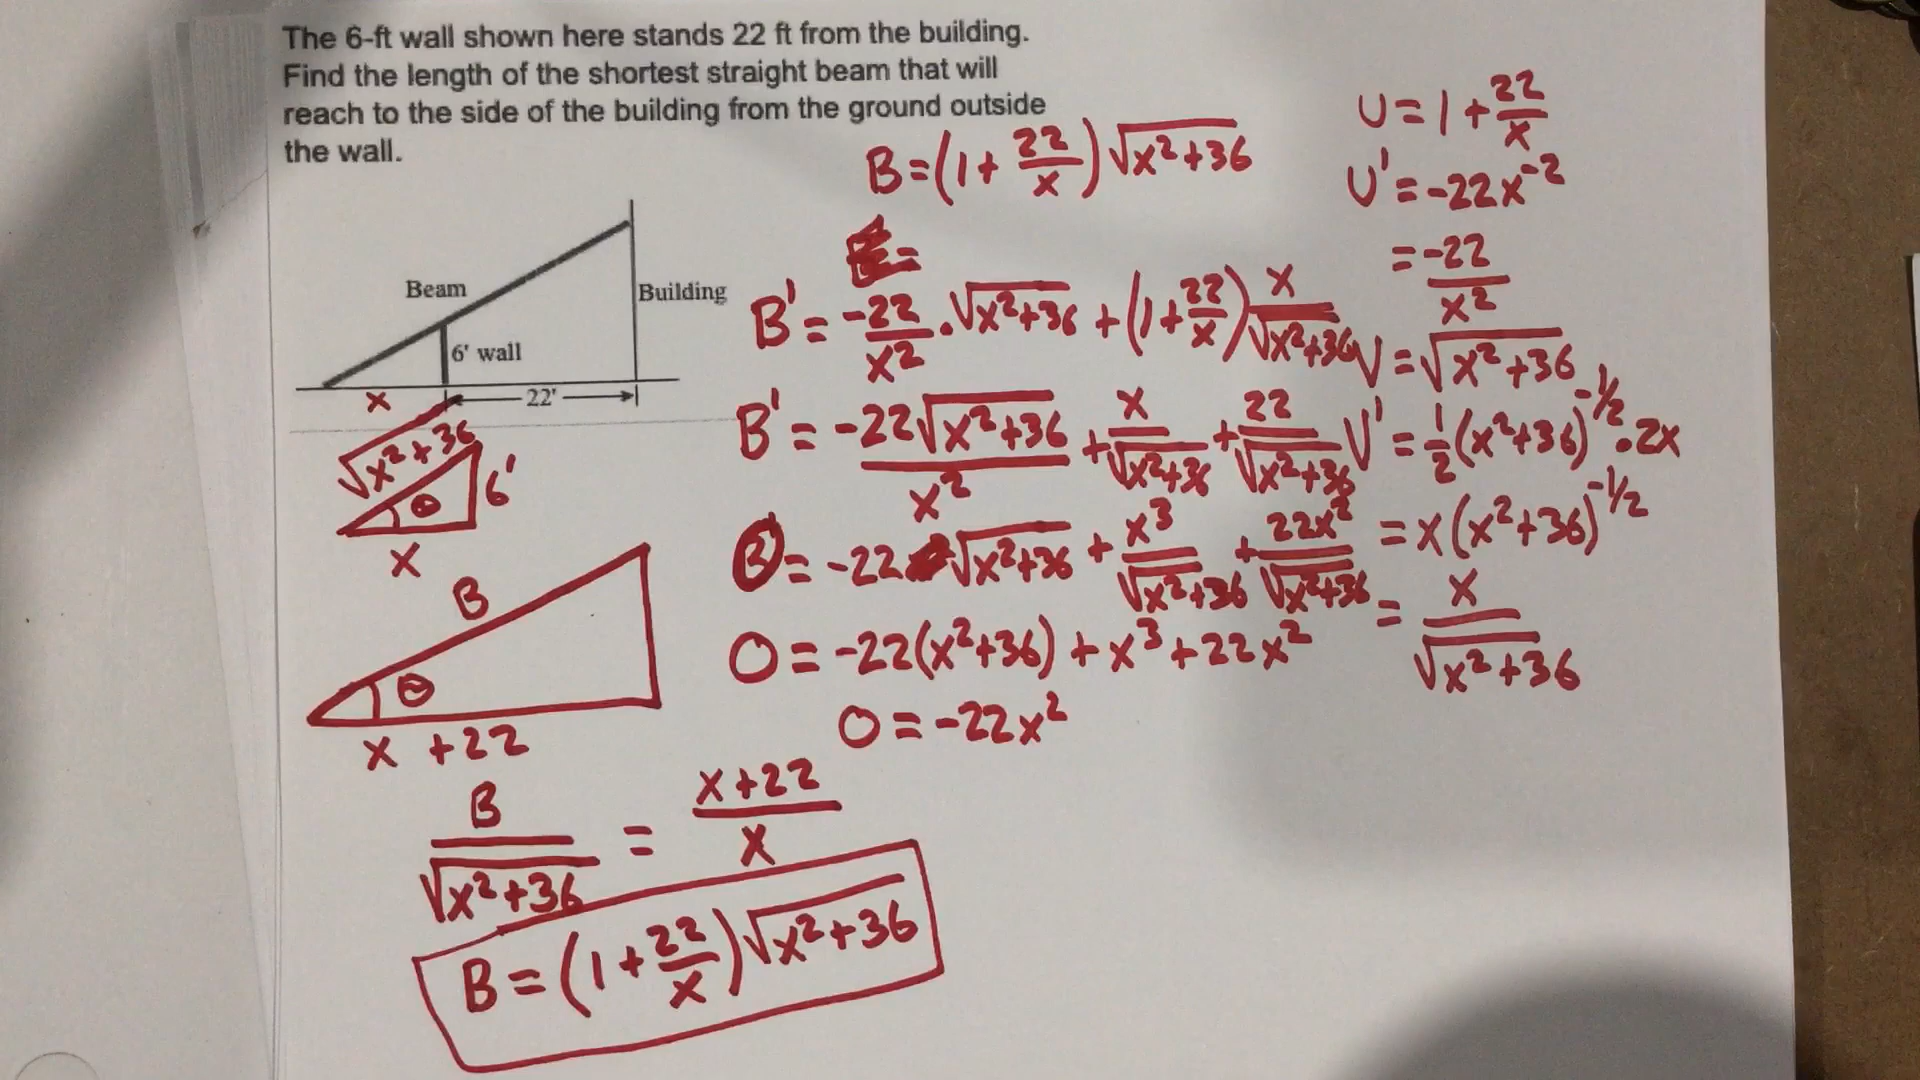 The 6-ft wall shown here stands 22 ft from the building.
Find the length of the shortest straight beam that will
reach to the side of the building from the ground outside
the wall.
Beam
Building
6' wall
22'
x
√x²+36
6'
Θ
x
B
Θ
x +22
B/√x²+36 = x+22/x
B=(1+22/x)√x²+36
B=(1+22/x)√x²+36
B'=-22/x²·√x²+36+(1+22/x)x/√x²+36
B'=-22√x²+36/x²+x/√x²+36+22/√x²+36
=-22√x²+36+x³/√x²+36+22x²/√x²+36
0=-22(x²+36)+x³+22x²
0=-22x²
U=1+22/x
U'=-22x⁻²
=-22/x²
V=√x²+36
V'=1/2(x²+36)^-1/2·2x
=x(x²+36)^-1/2
=x/√x²+36